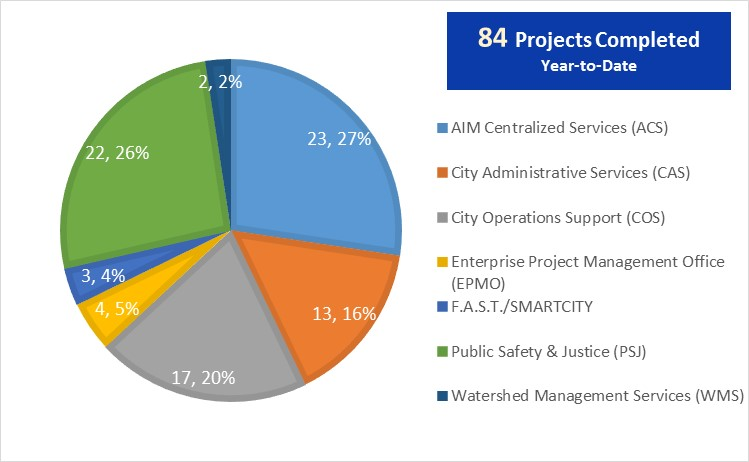 84 Projects Completed
Year-to-Date
2, 2%
23, 27%
22, 26%
3, 4%
4, 5%
13, 16%
17, 20%
AIM Centralized Services (ACS)
City Administrative Services (CAS)
City Operations Support (COS)
Enterprise Project Management Office
(EPMO)
F.A.S.T./SMARTCITY
Public Safety & Justice (PSJ)
Watershed Management Services (WMS)